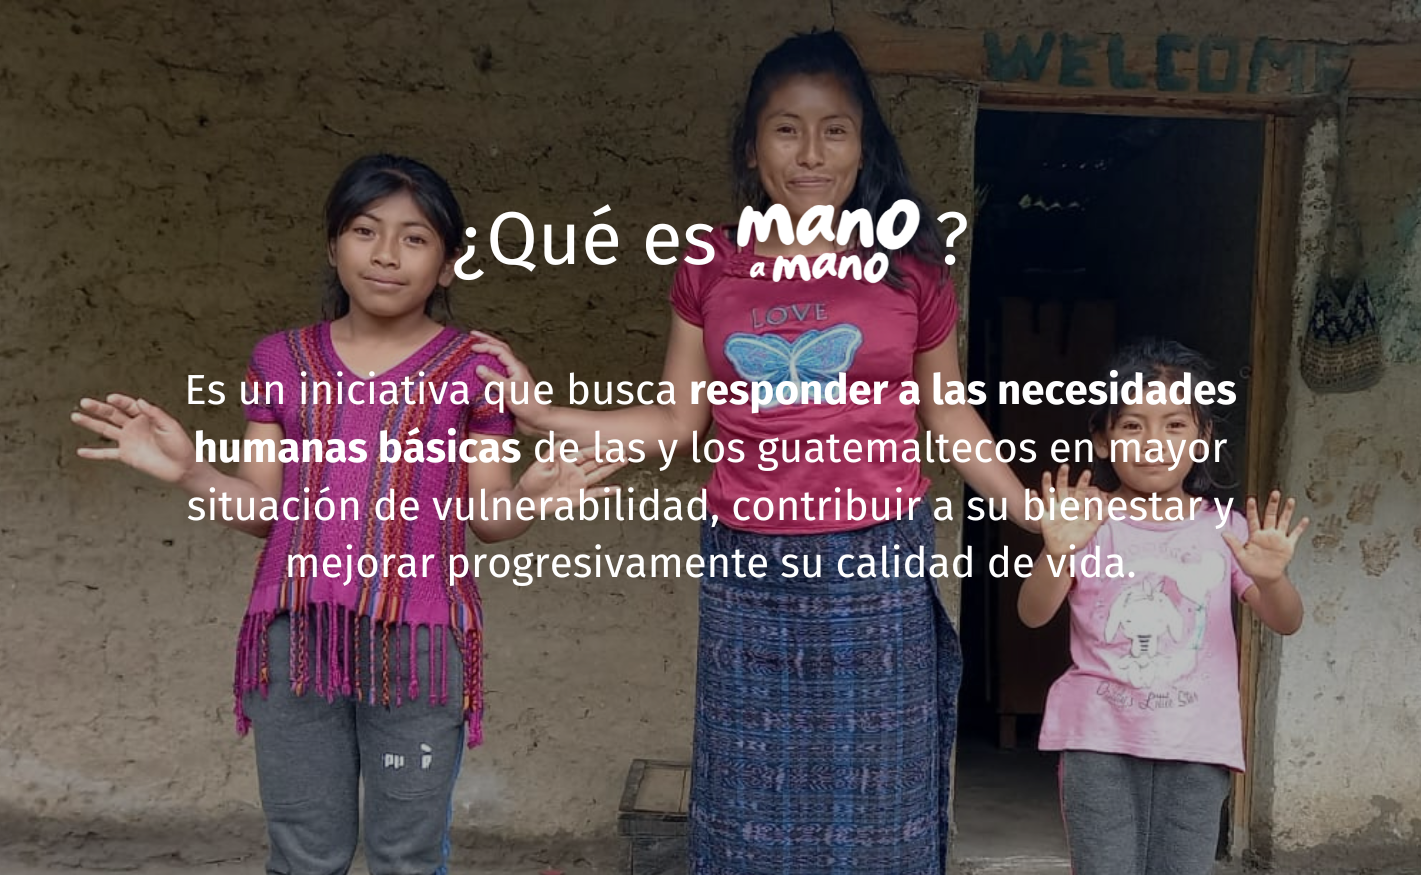 WELCOME
¿Qué es mano a mano ?
LOVE
Es un iniciativa que busca responder a las necesidades
humanas básicas de las y los guatemaltecos en mayor
situación de vulnerabilidad, contribuir a su bienestar y
mejorar progresivamente su calidad de vida.